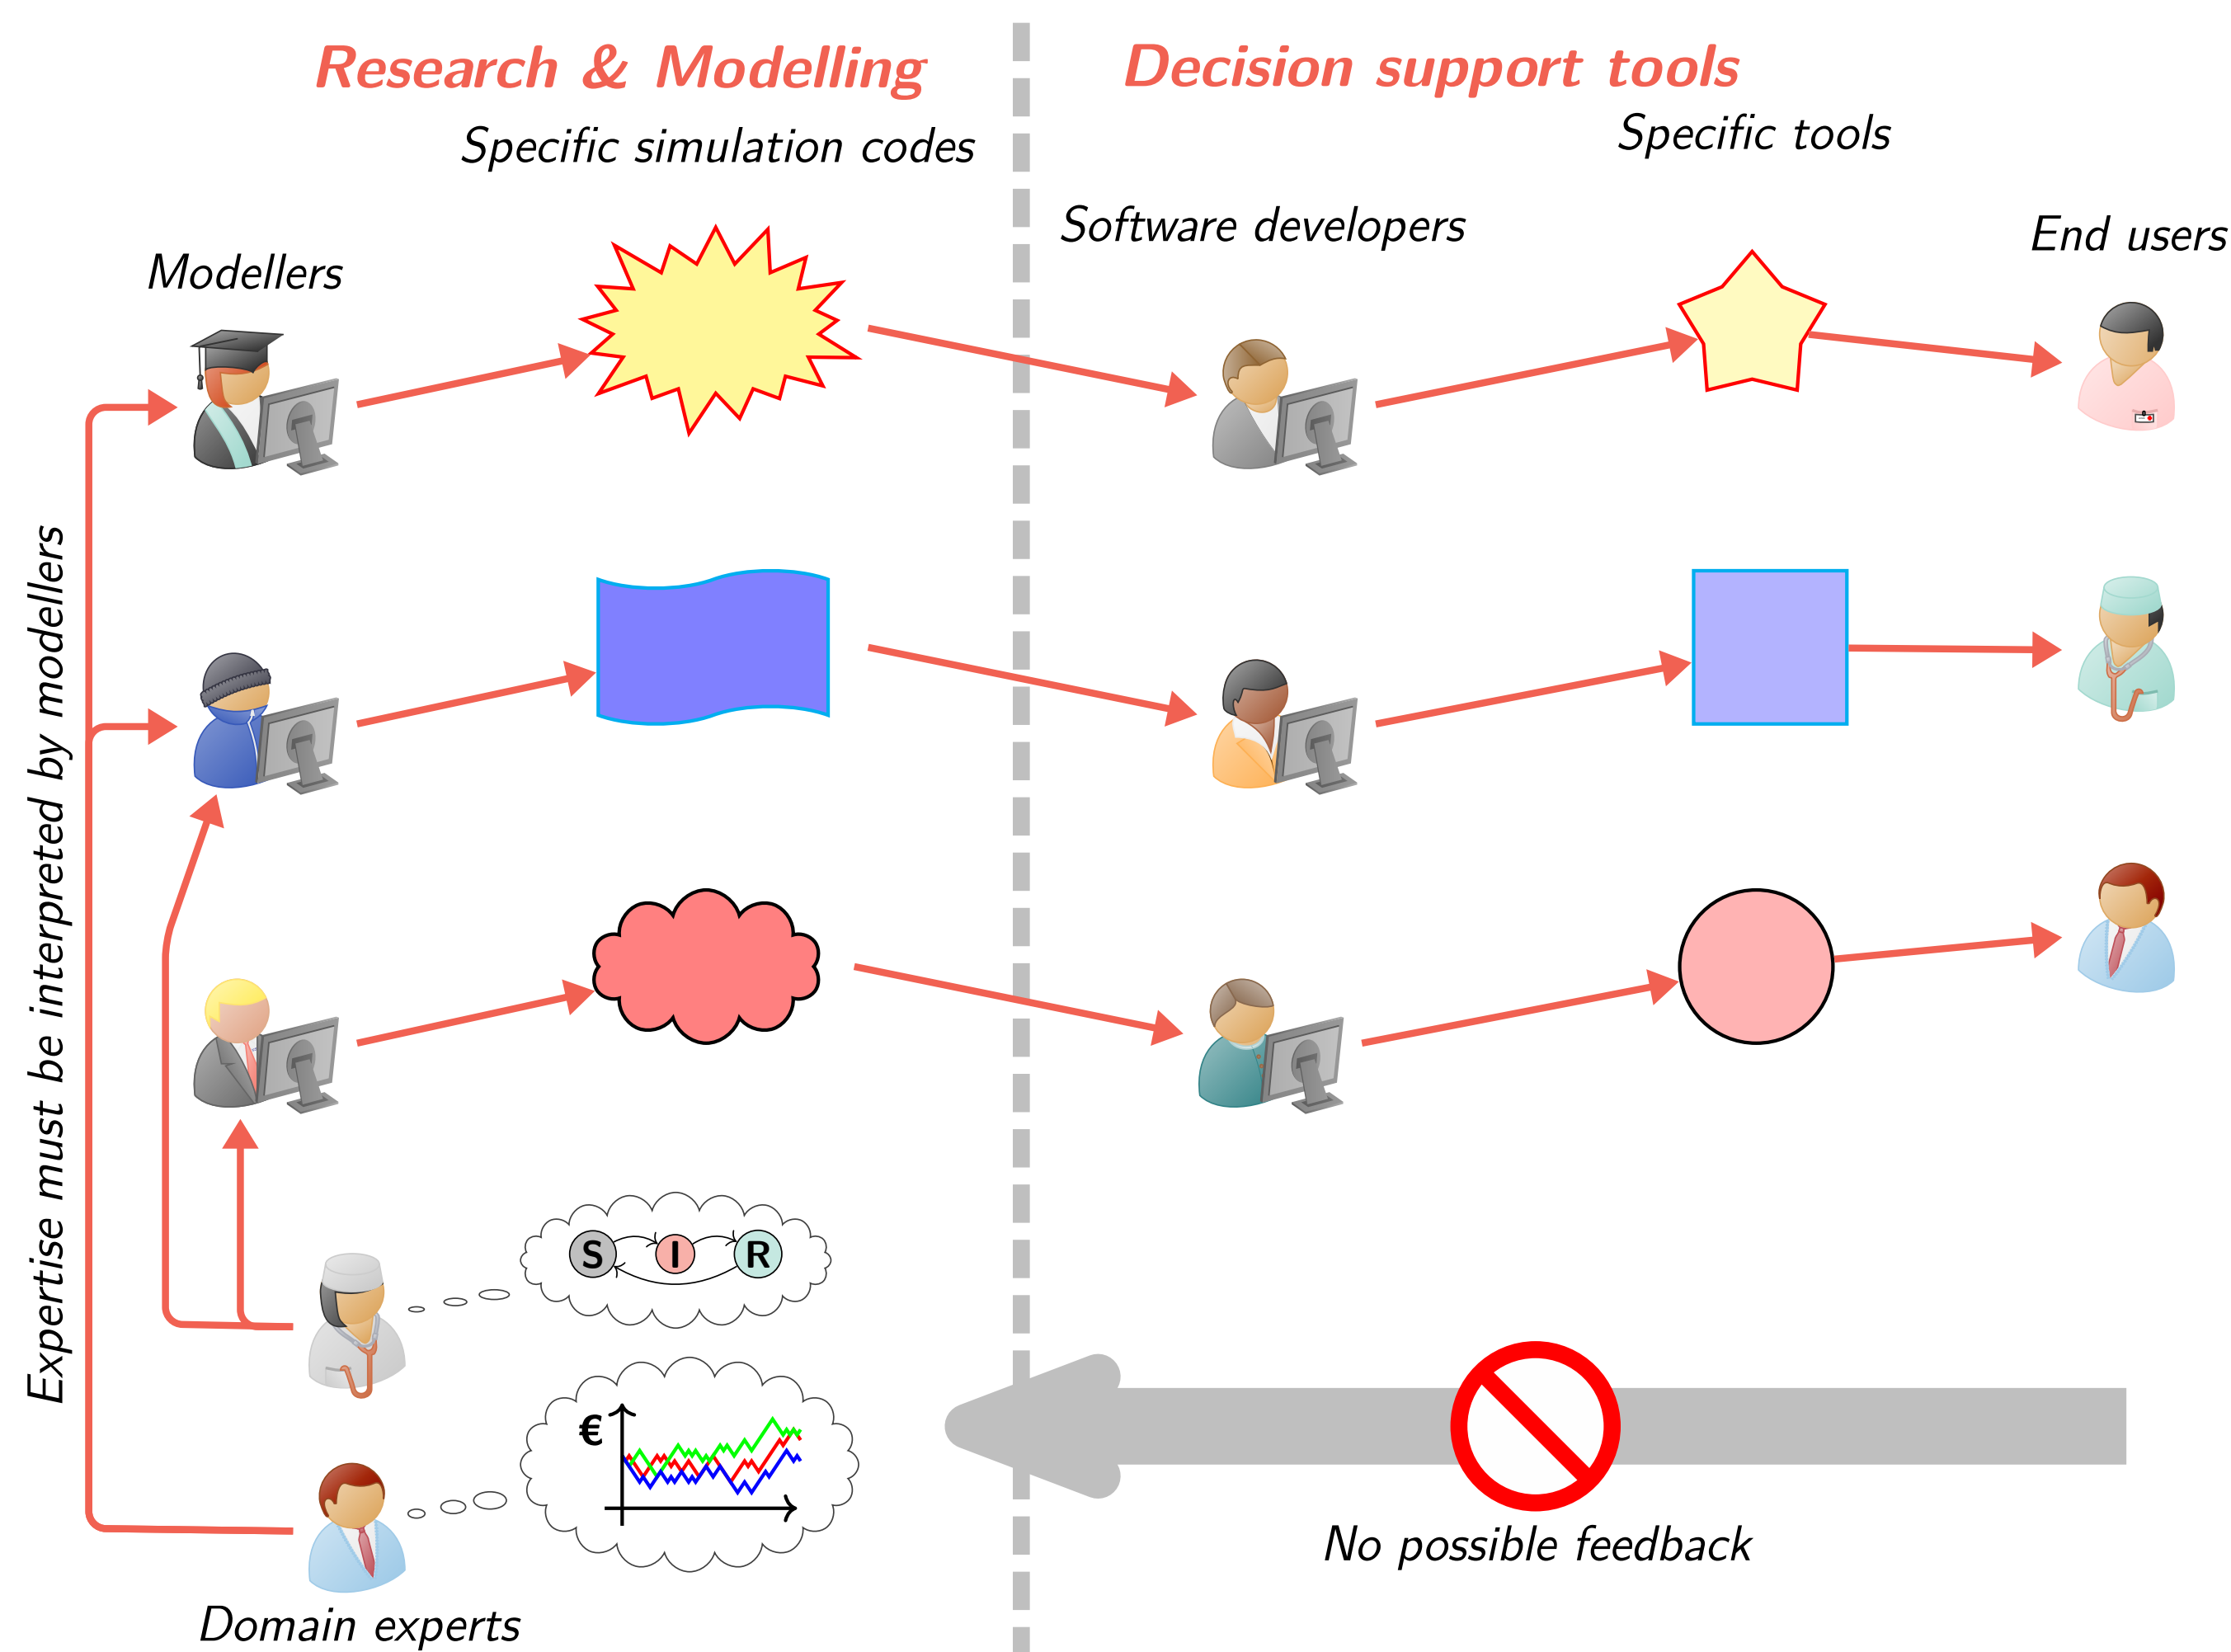 Research & Modelling
Decision support tools
Specific simulation codes
Specific tools
Software developers
End users
Modellers
Expertise must be interpreted by modellers
S I R
€
No possible feedback
Domain experts